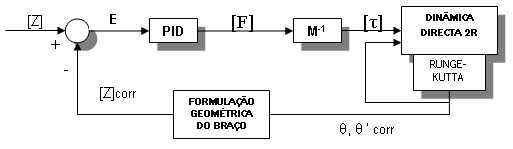 [Z]
E
PID
[F]
M-1
[τ]
DINÂMICA
DIRECTA 2R
+
-
RUNGE-
KUTTA
[Z]corr
FORMULAÇÃO
GEOMÉTRICA
DO BRAÇO
θ, θ ' corr